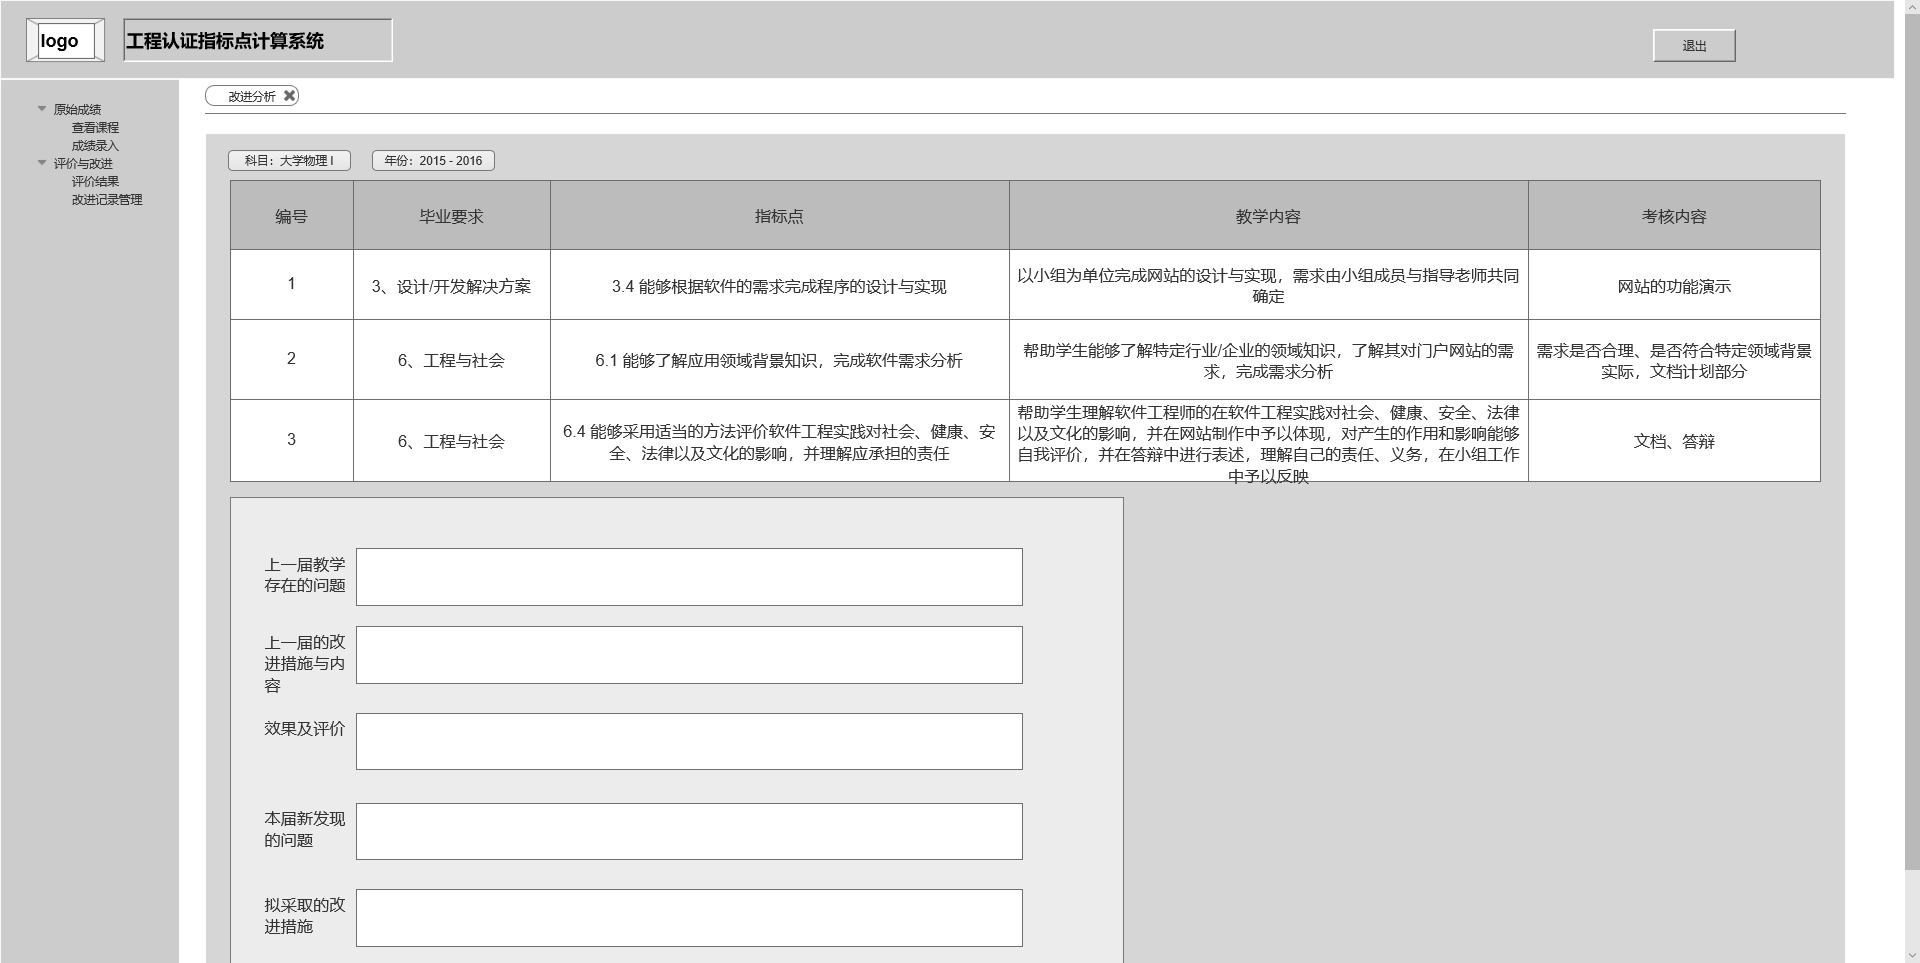 logo
工程认证指标点计算系统
退出
原始成绩
查看课程
成绩录入
评价与改进
评价结果
改进记录管理
改进分析
科目：大学物理 I
年份：2015 - 2016
编号
毕业要求
指标点
教学内容
考核内容
1
3、设计/开发解决方案
3.4 能够根据软件的需求完成程序的设计与实现
以小组为单位完成网站的设计与实现，需求由小组成员与指导老师共同
确定
网站的功能演示
2
6、工程与社会
6.1 能够了解应用领域背景知识，完成软件需求分析
帮助学生能够了解特定行业/企业的领域知识，了解其对门户网站的需
求，完成需求分析
需求是否合理、是否符合特定领域背景
实际，文档计划部分
3
6、工程与社会
6.4 能够采用适当的方法评价软件工程实践对社会、健康、安
全、法律以及文化的影响，并理解应承担的责任
帮助学生理解软件工程师的在软件工程实践对社会、健康、安全、法律
以及文化的影响，并在网站制作中予以体现，对产生的作用和影响能够
自我评价，并在答辩中进行表述，理解自己的责任、义务，在小组工作
中予以反映
文档、答辩
上一届教学
存在的问题
上一届的改
进措施与内
容
效果及评价
本届新发现
的问题
拟采取的改
进措施